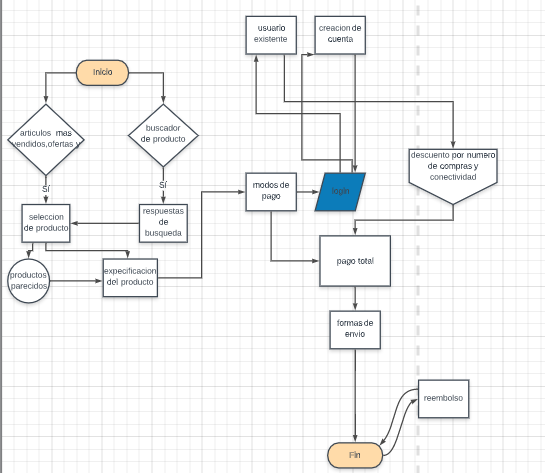 usuario
existente
creacion de
cuenta
Inicio
articulos mas
vendidos,ofertas y
buscador
de producto
descuento por numero
de compras y
conectividad
Sí
Sí
modos de
pago
login
seleccion
de producto
respuestas
de
busqueda
productos
parecidos
expecificacion
del producto
pago total
formas de
envio
reembolso
Fin